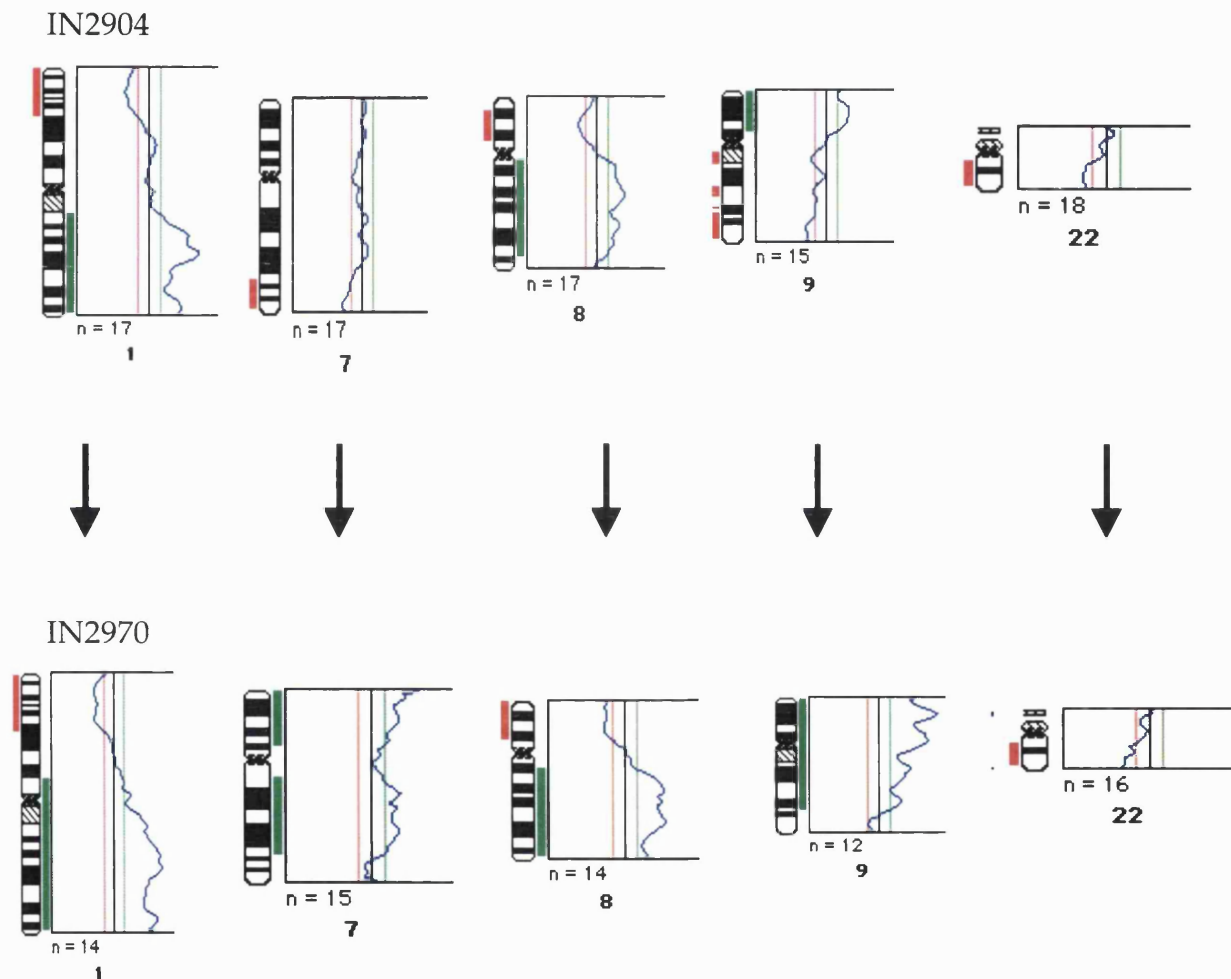 IN2904
n = 17
1
n = 17
7
n = 17
8
n = 15
9
n = 18
22
IN2970
n = 14
1
n = 15
7
n = 14
8
n = 12
9
n = 16
22